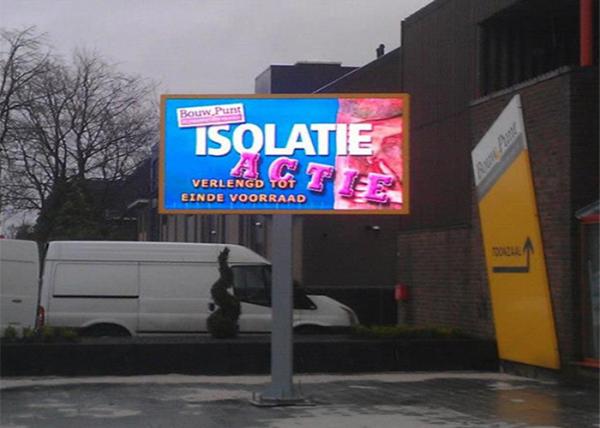 Bouw Punt
ISOLATIE
ACTIE
VERLENGD TOT
EINDE VOORRAAD
Bouw Punt
TOONZAAL